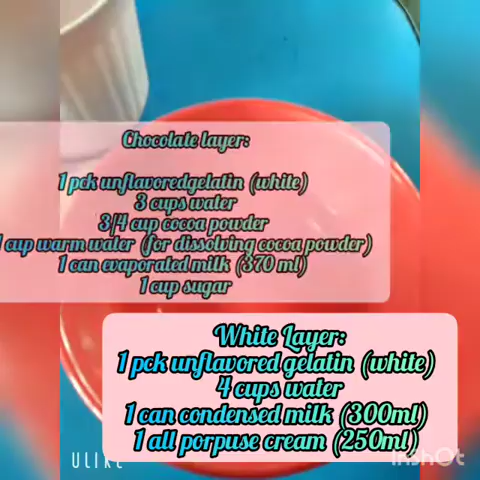 Chocolate layer:
1 pck unflavoredgelatin (white)
3 cups water
3/4 cup cocoa powder
cup warm water (for dissolving cocoa powder)
1 can evaporated milk (370 ml)
1 cup sugar
White Layer:
1 pck unflavored gelatin (white)
4 cups water
1 can condensed milk (300ml)
1 all porpuse cream (250ml)
InShOt